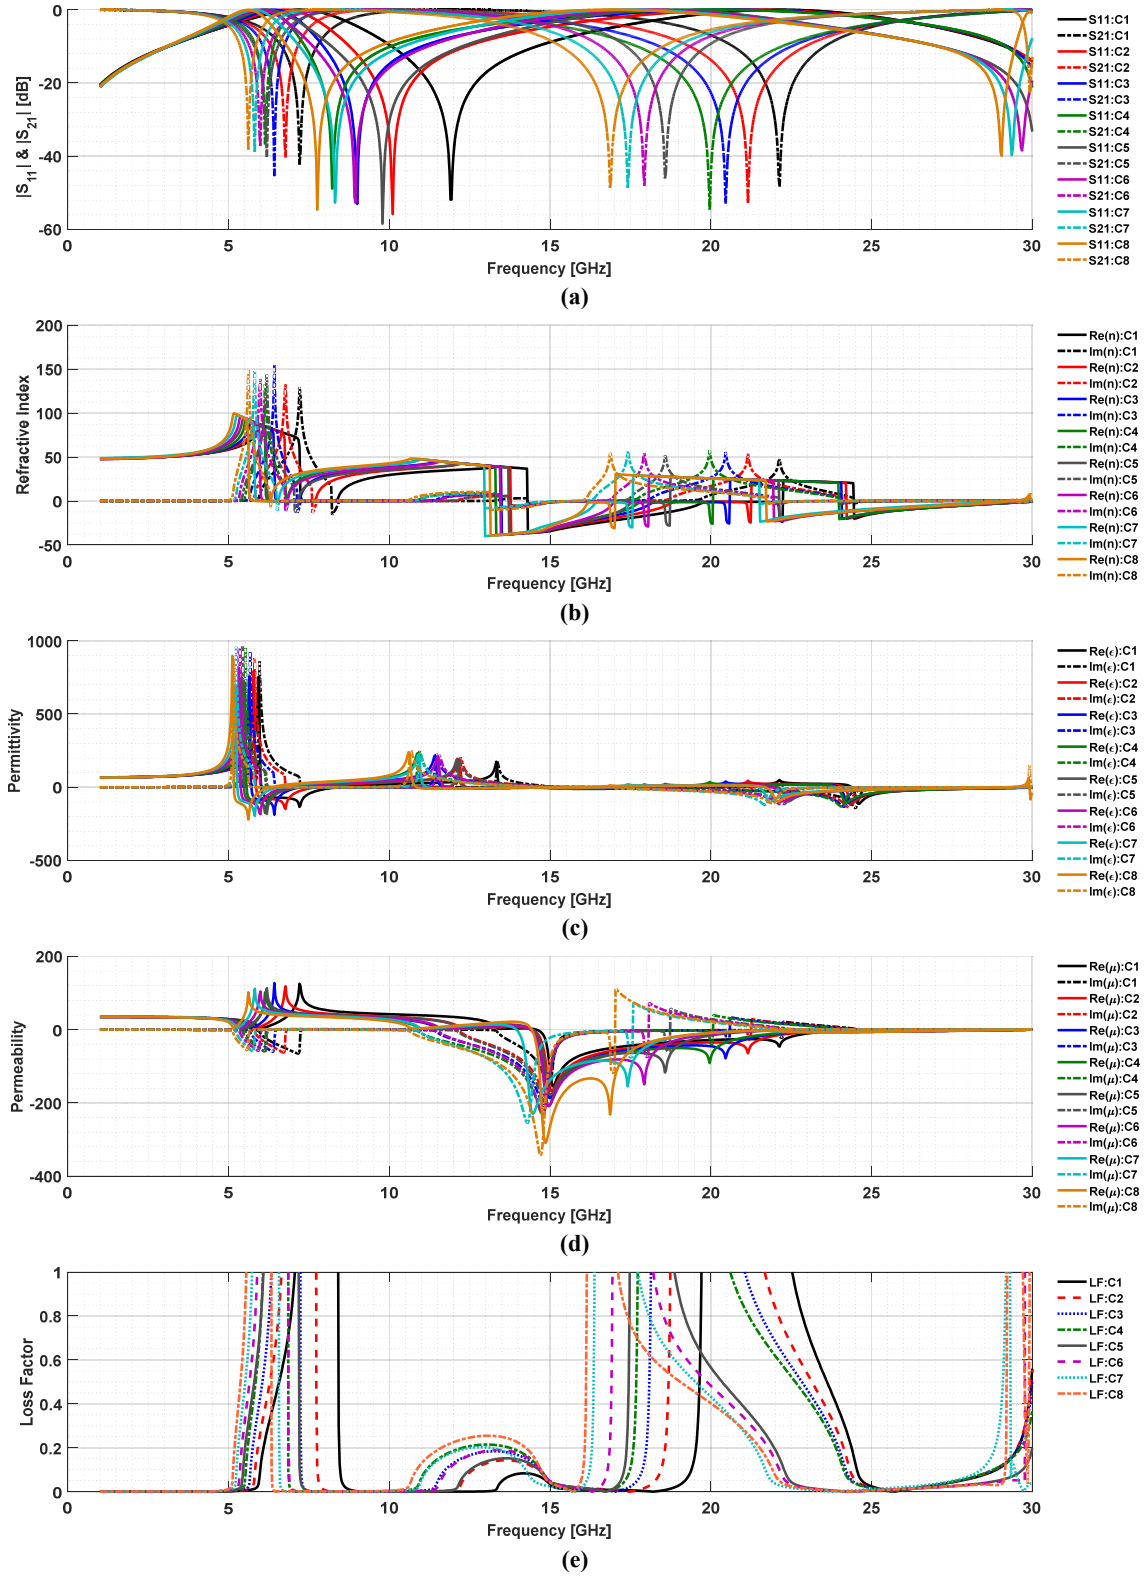 0
-20
-40
-60
|S11| & |S21| [dB]
0 5 10 15 20 25 30
Frequency [GHz]
S11:C1
S21:C1
S11:C2
S21:C2
S11:C3
S21:C3
S11:C4
S21:C4
S11:C5
S21:C5
S11:C6
S21:C6
S11:C7
S21:C7
S11:C8
S21:C8
(a)
200
150
100
50
0
-50
Refractive Index
0 5 10 15 20 25 30
Frequency [GHz]
Re(n):C1
Im(n):C1
Re(n):C2
Im(n):C2
Re(n):C3
Im(n):C3
Re(n):C4
Im(n):C4
Re(n):C5
Im(n):C5
Re(n):C6
Im(n):C6
Re(n):C7
Im(n):C7
Re(n):C8
Im(n):C8
(b)
1000
500
0
-500
Permittivity
0 5 10 15 20 25 30
Frequency [GHz]
Re(ϵ):C1
Im(ϵ):C1
Re(ϵ):C2
Im(ϵ):C2
Re(ϵ):C3
Im(ϵ):C3
Re(ϵ):C4
Im(ϵ):C4
Re(ϵ):C5
Im(ϵ):C5
Re(ϵ):C6
Im(ϵ):C6
Re(ϵ):C7
Im(ϵ):C7
Re(ϵ):C8
Im(ϵ):C8
(c)
200
0
-200
-400
Permeability
0 5 10 15 20 25 30
Frequency [GHz]
Re(μ):C1
Im(μ):C1
Re(μ):C2
Im(μ):C2
Re(μ):C3
Im(μ):C3
Re(μ):C4
Im(μ):C4
Re(μ):C5
Im(μ):C5
Re(μ):C6
Im(μ):C6
Re(μ):C7
Im(μ):C7
Re(μ):C8
Im(μ):C8
(d)
1
0.8
0.6
0.4
0.2
0
Loss Factor
0 5 10 15 20 25 30
Frequency [GHz]
LF:C1
LF:C2
LF:C3
LF:C4
LF:C5
LF:C6
LF:C7
LF:C8
(e)